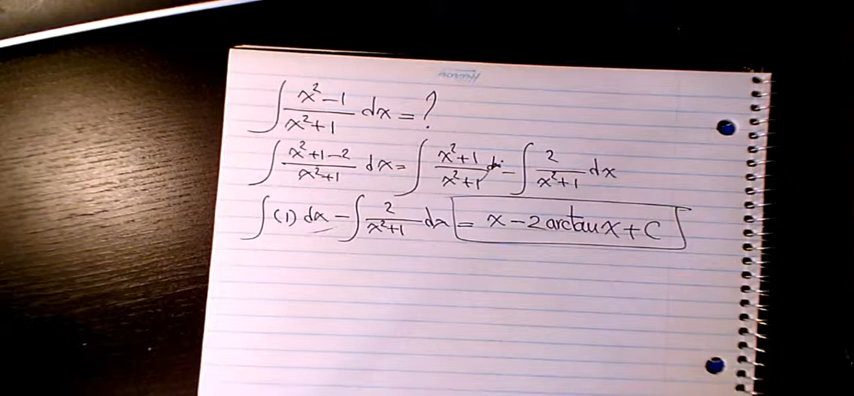 ∫ (x²−1)/(x²+1) dx = ?
∫ (x²+1−2)/(x²+1) dx = ∫ (x²+1)/(x²+1) dx − ∫ 2/(x²+1) dx
∫ (1) dx − ∫ 2/(x²+1) dx = x − 2 arctan x + C